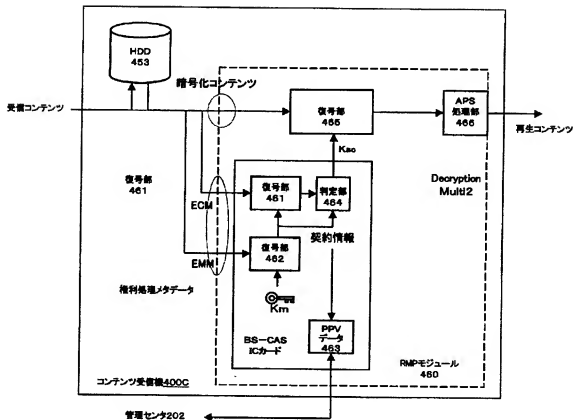 HDD
453
暗号化コンテンツ
受信コンテンツ
復号部
465
APS
処理部
466
再生コンテンツ
Ksc
Decryption
Multi2
復号部
461
ECM
復号部
461
判定部
464
契約情報
EMM
復号部
462
Km
権利処理メタデータ
BS-CAS
ICカード
PPV
データ
463
RMPモジュール
460
コンテンツ受信機400C
管理センタ202